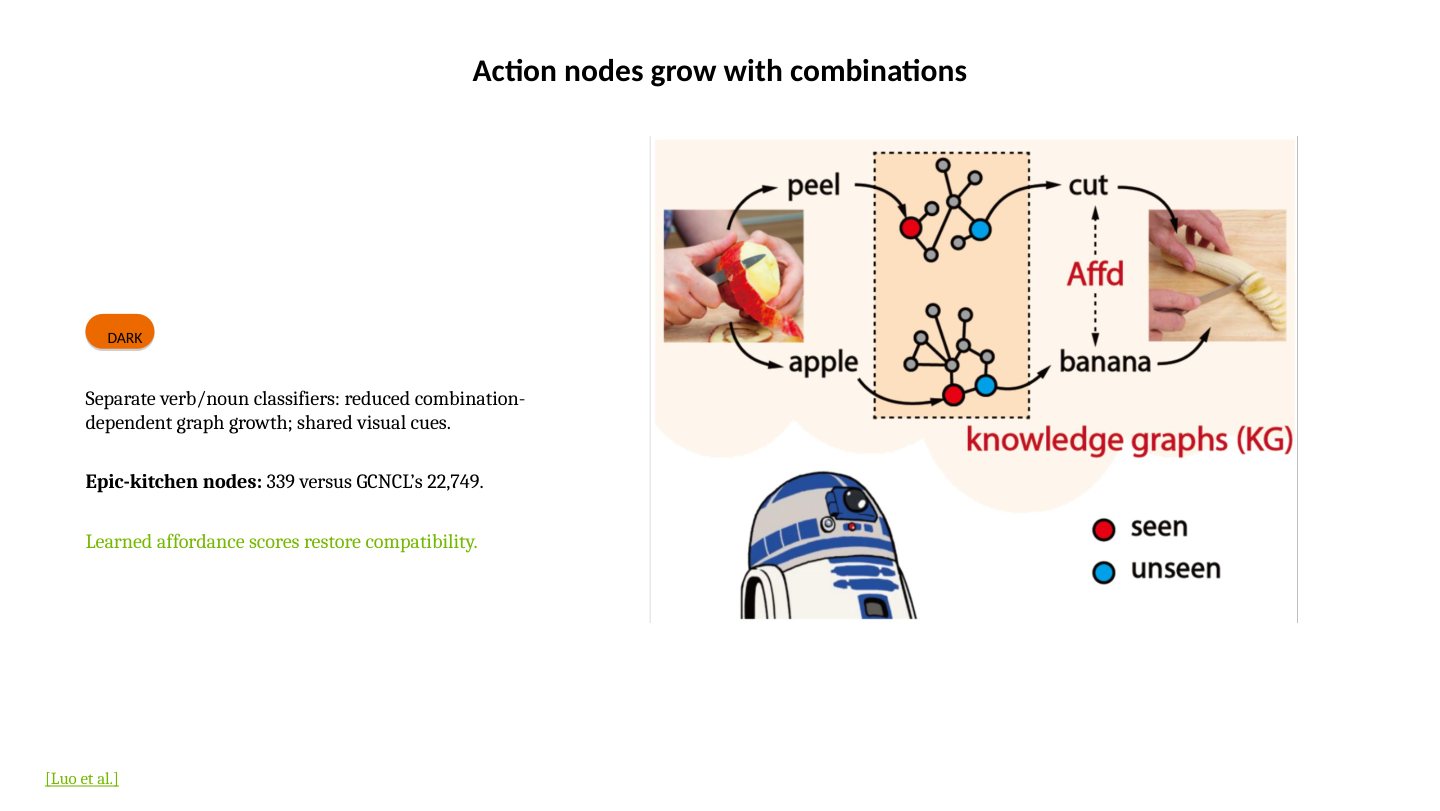 Action nodes grow with combinations
DARK
Separate verb/noun classifiers: reduced combination-
dependent graph growth; shared visual cues.
Epic-kitchen nodes: 339 versus GCNCL’s 22,749.
Learned affordance scores restore compatibility.
peel
cut
Affd
apple
banana
knowledge graphs (KG)
seen
unseen
[Luo et al.]